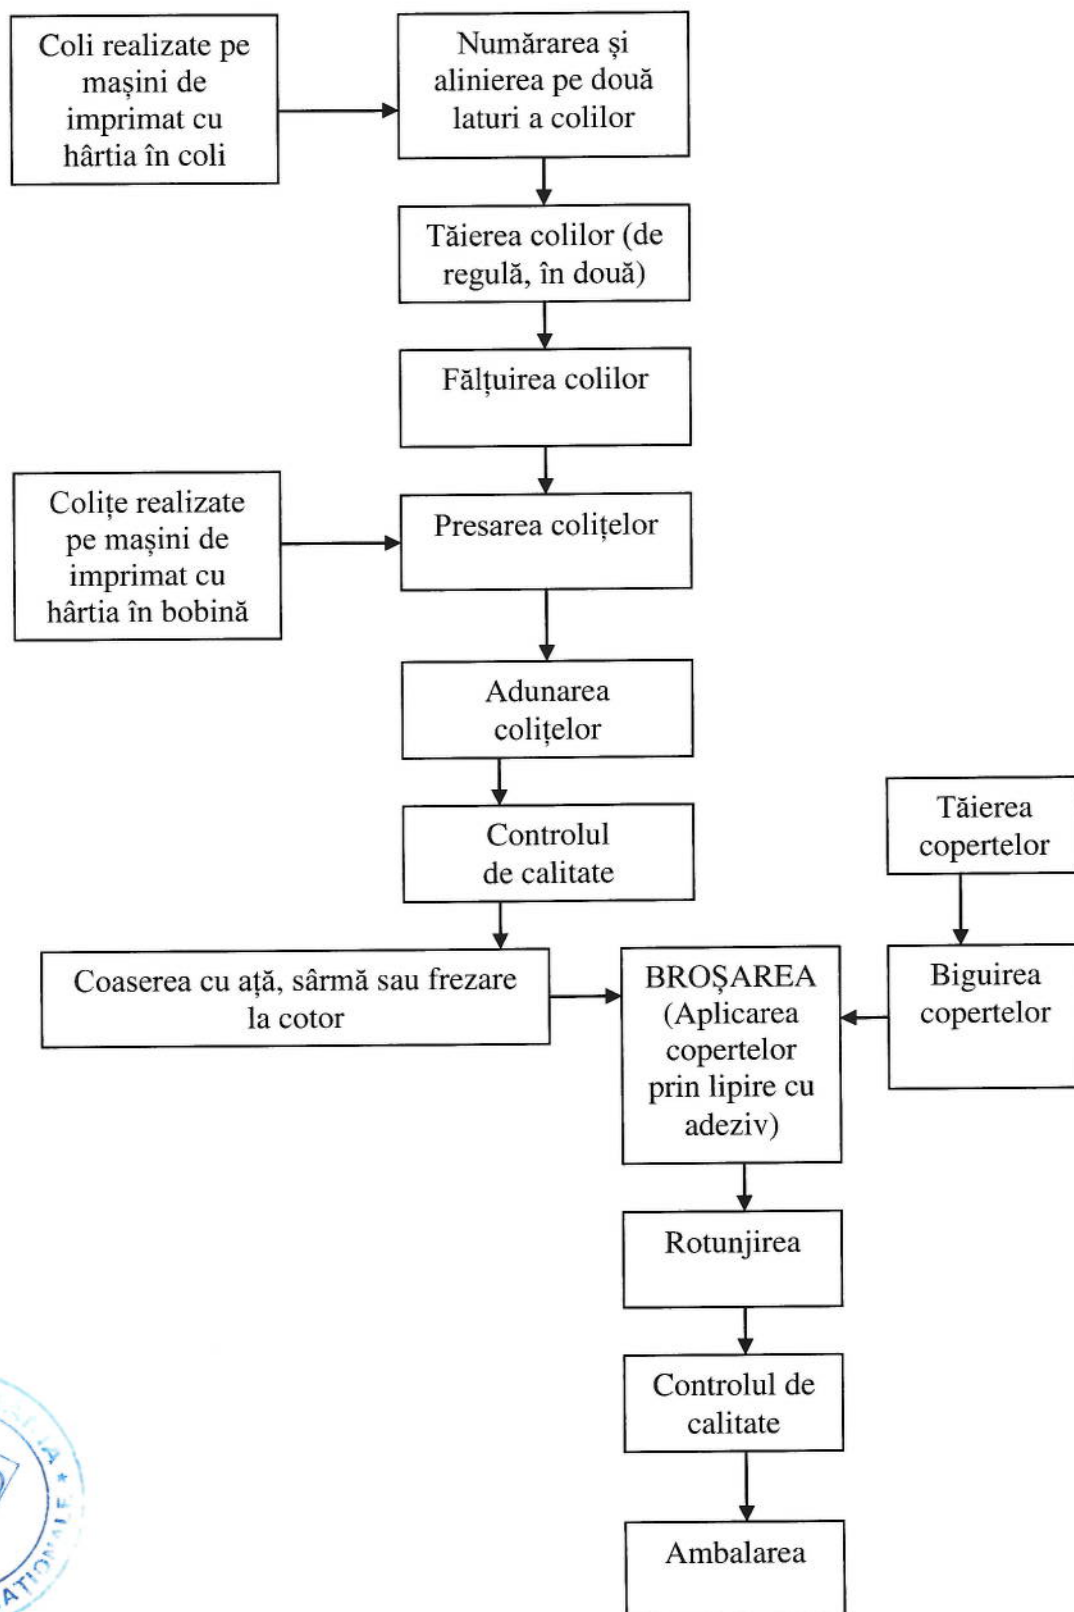 Coli realizate pe
mașini de
imprimat cu
hârtia în coli
Numărarea și
alinierea pe două
laturi a colilor
Tăierea colilor (de
regulă, în două)
Fălțuirea colilor
Colițe realizate
pe mașini de
imprimat cu
hârtia în bobină
Presarea colițelor
Adunarea
colițelor
Controlul
de calitate
Tăierea
copertelor
Coaserea cu ață, sârmă sau frezare
la cotor
BROȘAREA
(Aplicarea
copertelor
prin lipire cu
adeziv)
Biguirea
copertelor
Rotunjirea
Controlul de
calitate
Ambalarea